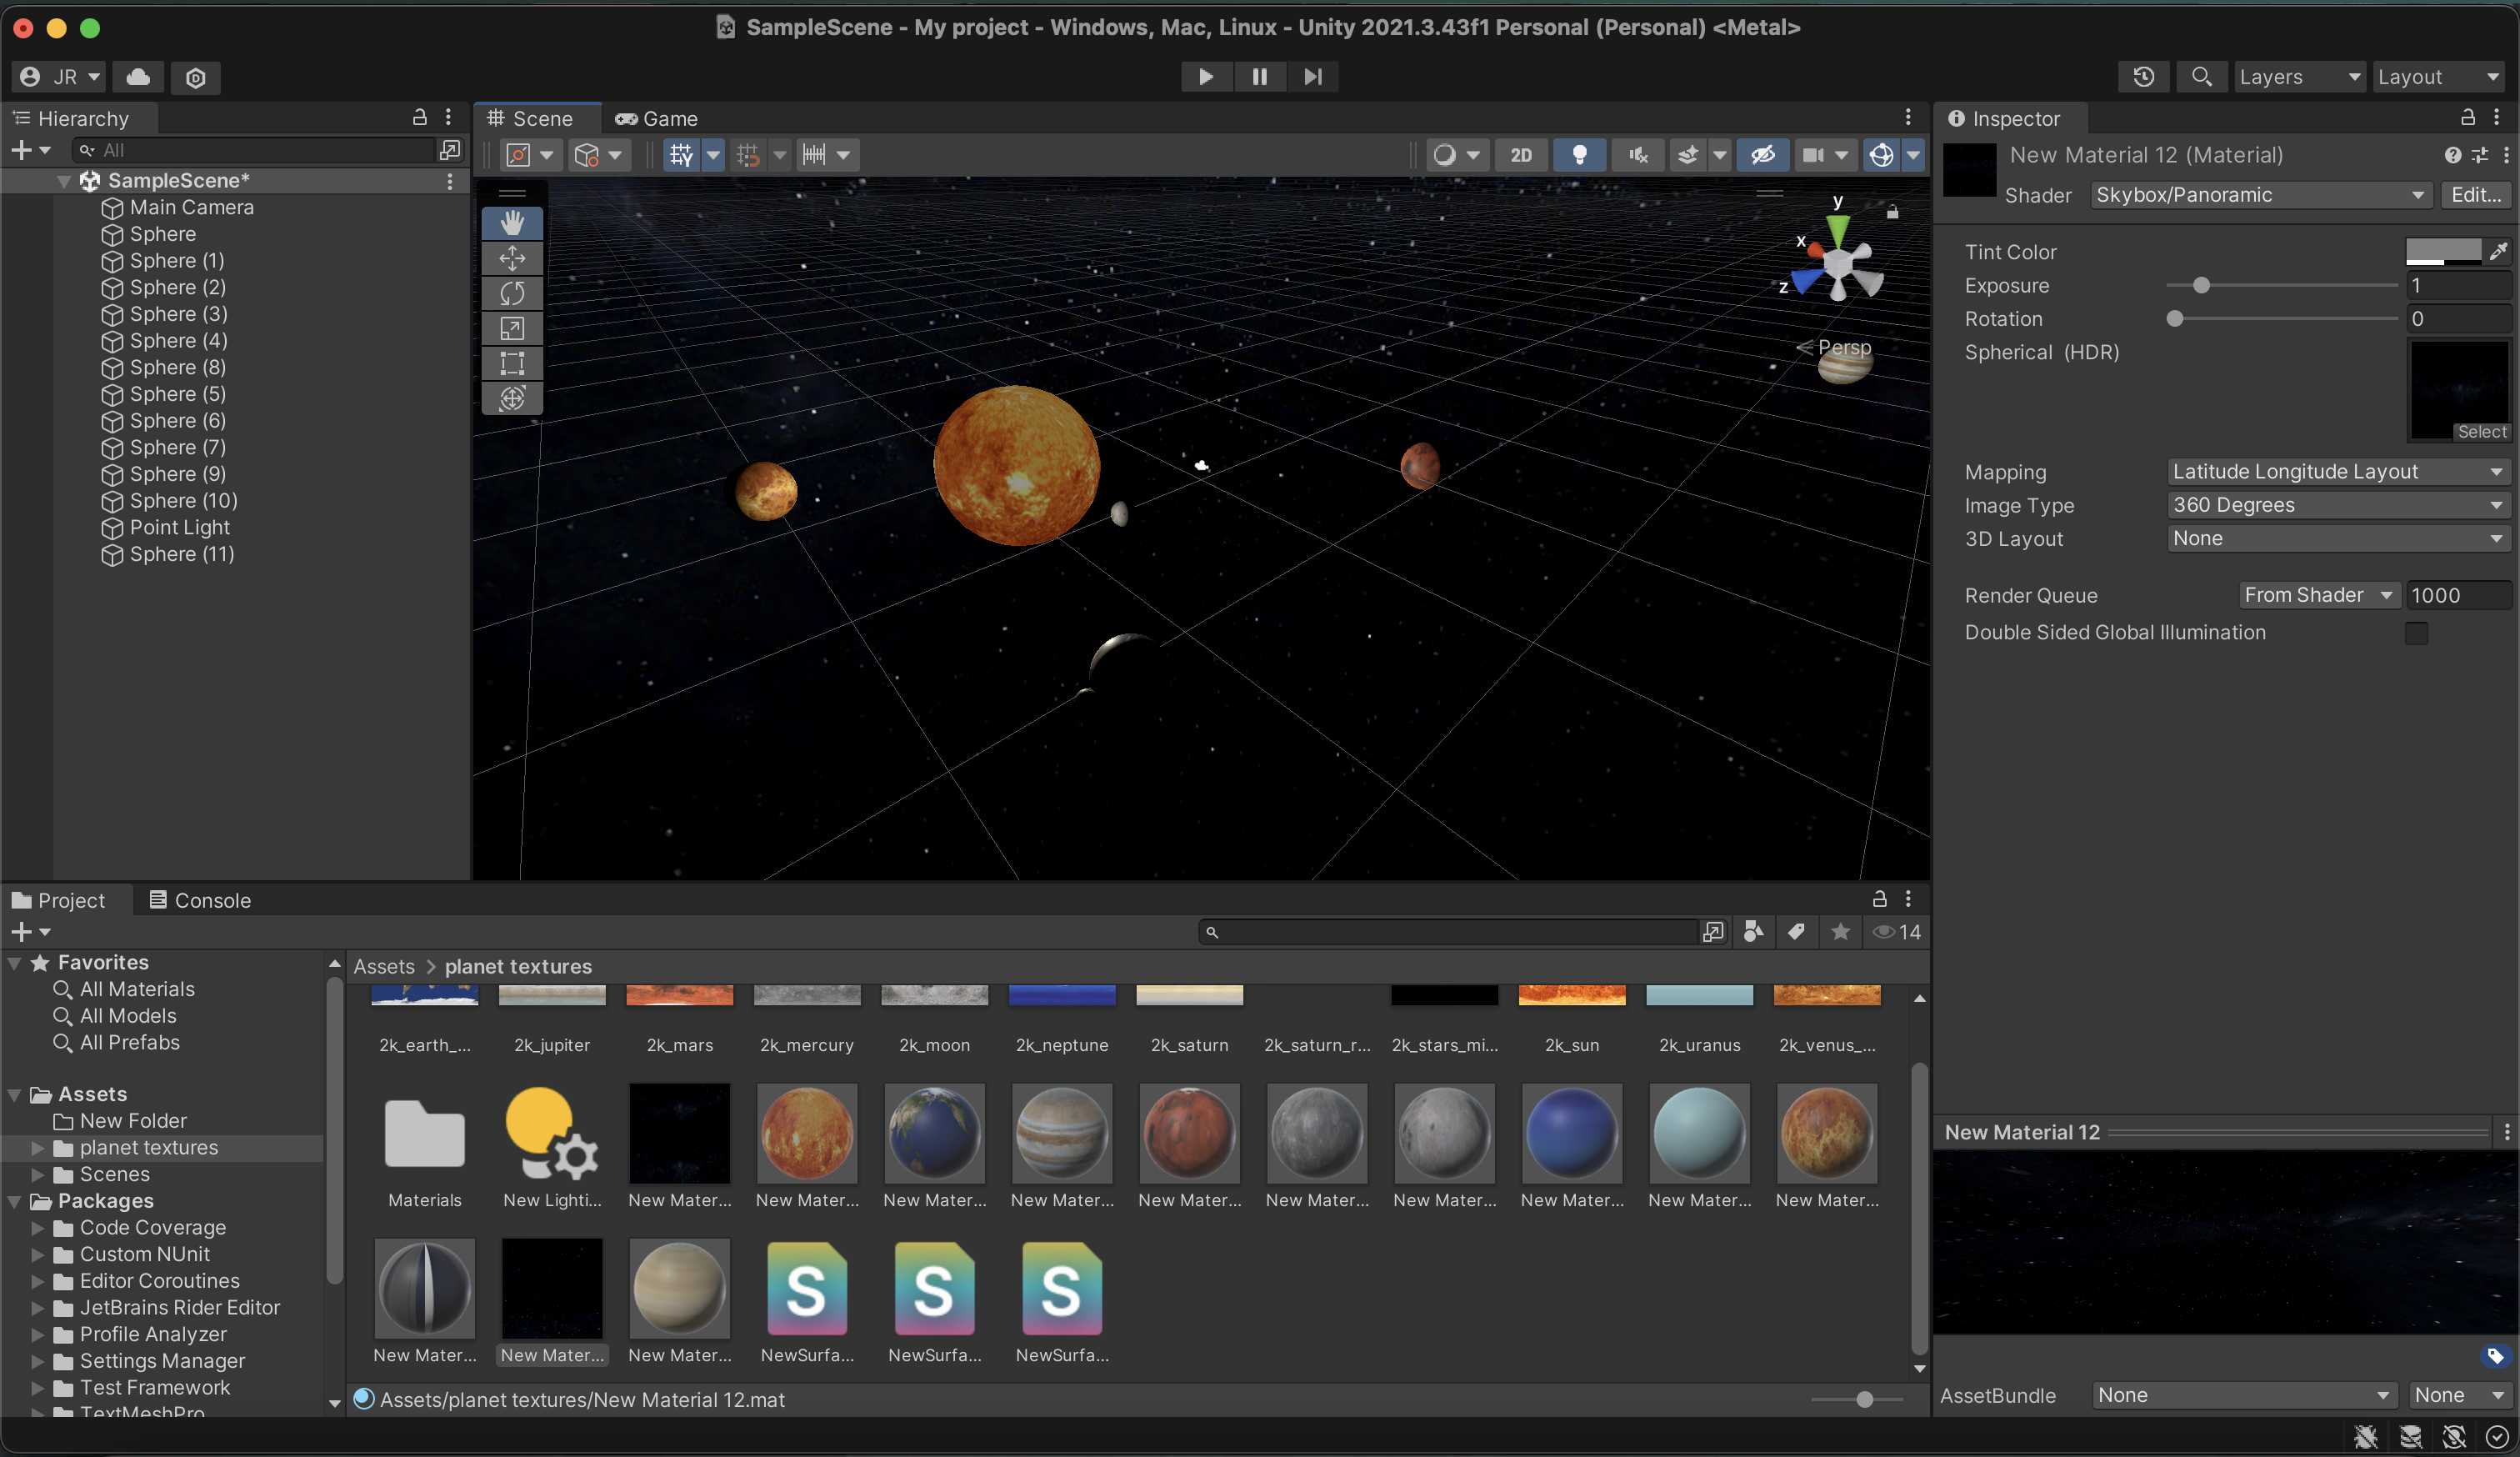 SampleScene - My project - Windows, Mac, Linux - Unity 2021.3.43f1 Personal (Personal) <Metal>
JR
Layers
Layout
Hierarchy
All
SampleScene*
Main Camera
Sphere
Sphere (1)
Sphere (2)
Sphere (3)
Sphere (4)
Sphere (8)
Sphere (5)
Sphere (6)
Sphere (7)
Sphere (9)
Sphere (10)
Point Light
Sphere (11)
Scene
Game
2D
y
x
z
Persp
Inspector
New Material 12 (Material)
Shader Skybox/Panoramic Edit...
Tint Color
Exposure 1
Rotation 0
Spherical (HDR)
Select
Mapping Latitude Longitude Layout
Image Type 360 Degrees
3D Layout None
Render Queue From Shader 1000
Double Sided Global Illumination
Project
Console
14
Favorites
All Materials
All Models
All Prefabs
Assets
New Folder
planet textures
Scenes
Packages
Code Coverage
Custom NUnit
Editor Coroutines
JetBrains Rider Editor
Profile Analyzer
Settings Manager
Test Framework
TextMeshPro
Assets > planet textures
2k_earth_... 2k_jupiter 2k_mars 2k_mercury 2k_moon 2k_neptune 2k_saturn 2k_saturn_r... 2k_stars_mi... 2k_sun 2k_uranus 2k_venus_...
Materials New Lighti... New Mater... New Mater... New Mater... New Mater... New Mater... New Mater... New Mater... New Mater... New Mater... New Mater...
S S S
New Mater... New Mater... New Mater... NewSurfa... NewSurfa... NewSurfa...
Assets/planet textures/New Material 12.mat
New Material 12
AssetBundle None None